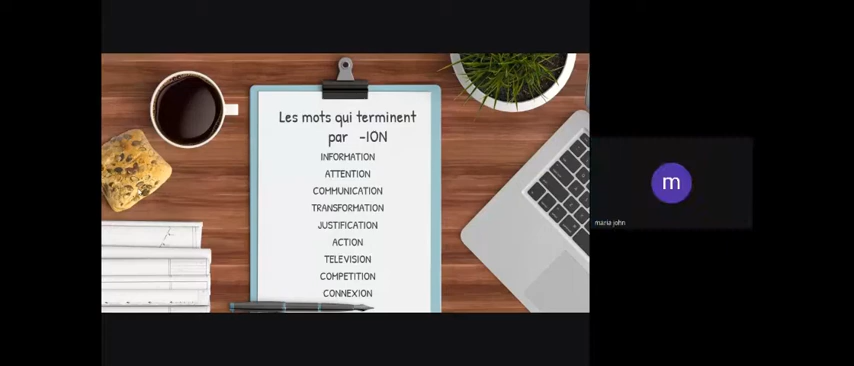 Les mots qui terminent
par -ION
INFORMATION
ATTENTION
COMMUNICATION
TRANSFORMATION
JUSTIFICATION
ACTION
TELEVISION
COMPETITION
CONNEXION
m
maria john